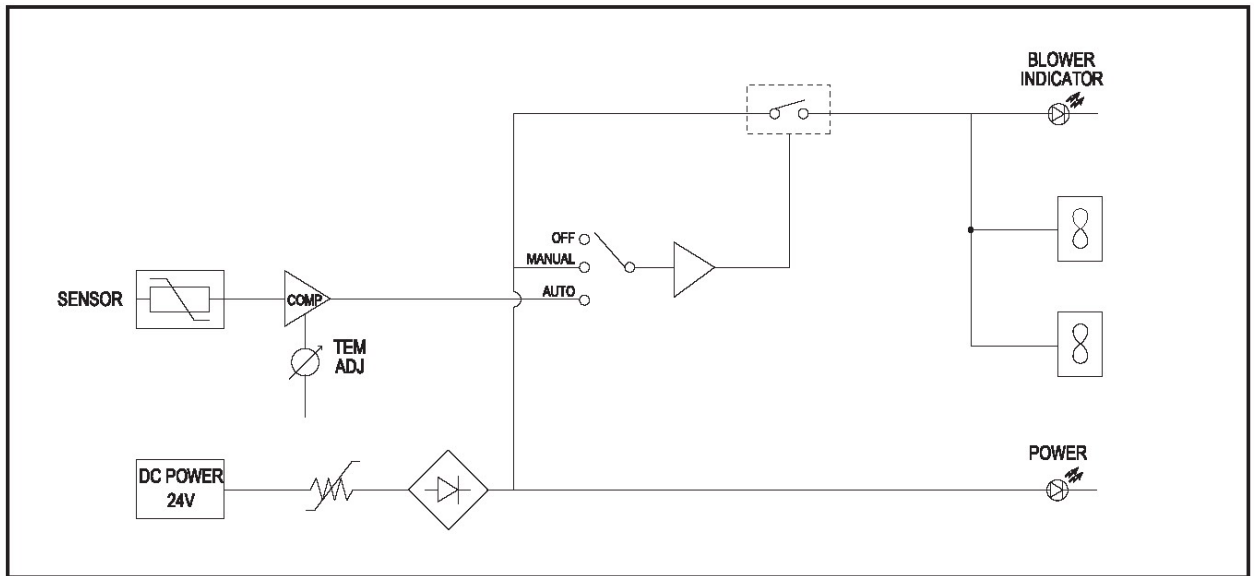 BLOWER
INDICATOR
OFF
MANUAL
AUTO
SENSOR
COMP
TEM
ADJ
DC POWER
24V
POWER